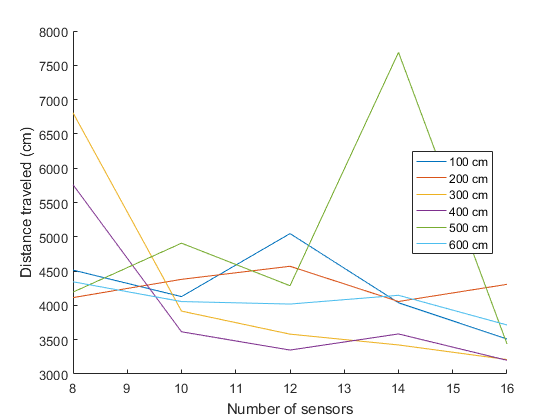 8000
7500
7000
6500
6000
5500
5000
4500
4000
3500
3000
Distance traveled (cm)
100 cm
200 cm
300 cm
400 cm
500 cm
600 cm
8 9 10 11 12 13 14 15 16
Number of sensors